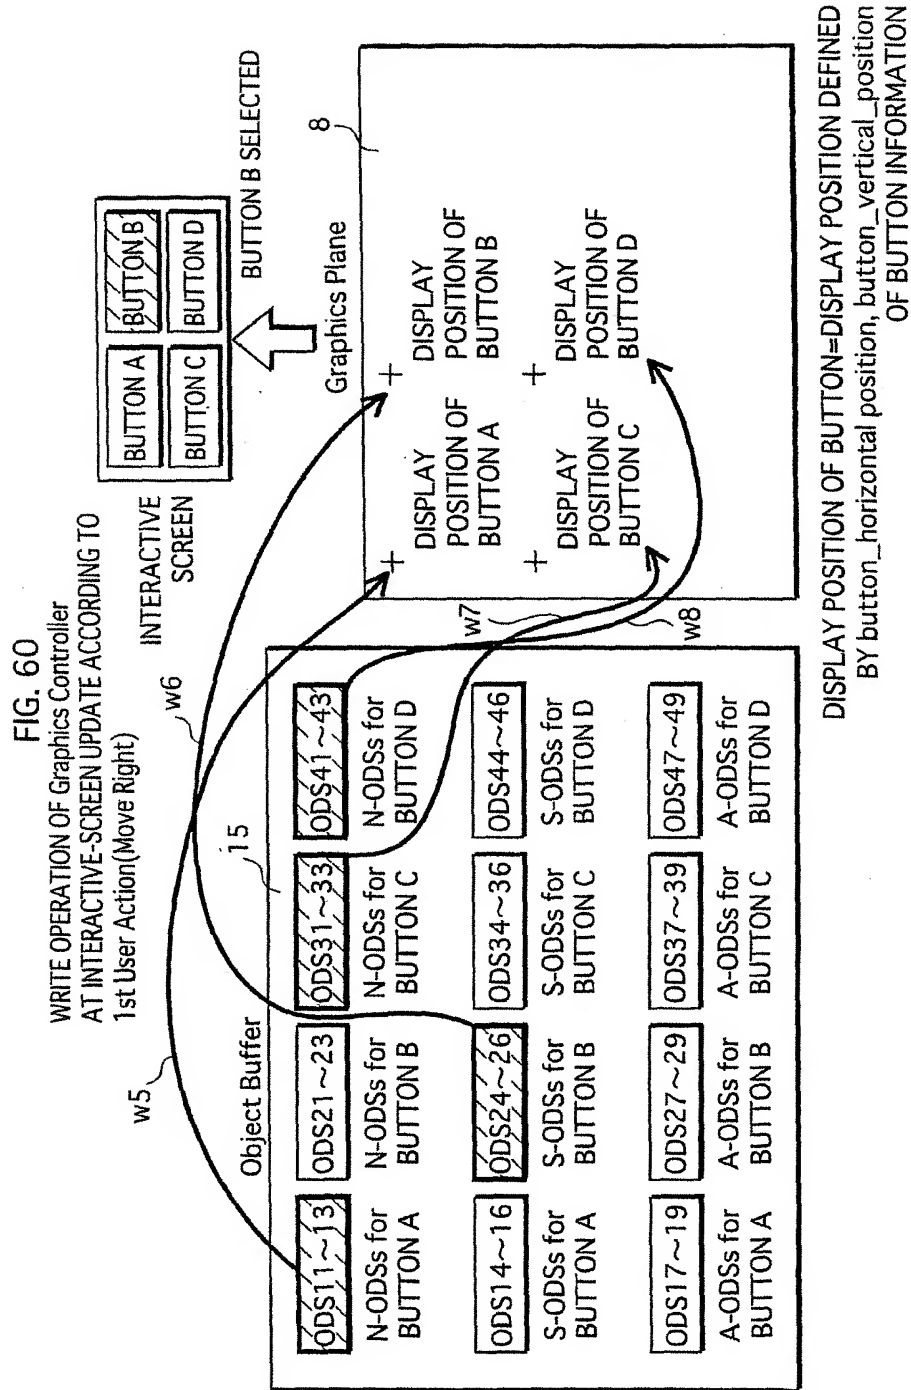 FIG. 60
WRITE OPERATION OF Graphics Controller
AT INTERACTIVE-SCREEN UPDATE ACCORDING TO
1st User Action(Move Right)
INTERACTIVE
SCREEN
BUTTON A
BUTTON B
BUTTON C
BUTTON D
BUTTON B SELECTED
w5
w6
Object Buffer
15
ODS11~13
N-ODSs for
BUTTON A
ODS21~23
N-ODSs for
BUTTON B
ODS31~33
N-ODSs for
BUTTON C
ODS41~43
N-ODSs for
BUTTON D
ODS14~16
S-ODSs for
BUTTON A
ODS24~26
S-ODSs for
BUTTON B
ODS34~36
S-ODSs for
BUTTON C
ODS44~46
S-ODSs for
BUTTON D
ODS17~19
A-ODSs for
BUTTON A
ODS27~29
A-ODSs for
BUTTON B
ODS37~39
A-ODSs for
BUTTON C
ODS47~49
A-ODSs for
BUTTON D
w7
w8
Graphics Plane
8
DISPLAY
POSITION OF
BUTTON A
DISPLAY
POSITION OF
BUTTON B
DISPLAY
POSITION OF
BUTTON C
DISPLAY
POSITION OF
BUTTON D
DISPLAY POSITION OF BUTTON=DISPLAY POSITION DEFINED
BY button_horizontal position, button_vertical_position
OF BUTTON INFORMATION